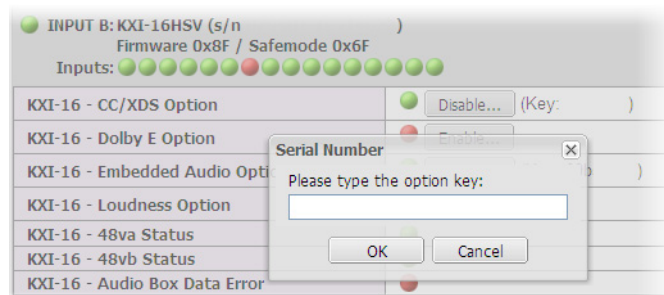 INPUT B: KXI-16HSV (s/n )
Firmware 0x8F / Safemode 0x6F
Inputs:
KXI-16 - CC/XDS Option Disable... (Key: )
KXI-16 - Dolby E Option Enable...
Serial Number
KXI-16 - Embedded Audio Opti )
Please type the option key:
KXI-16 - Loudness Option
OK Cancel
KXI-16 - 48va Status
KXI-16 - 48vb Status
KXI-16 - Audio Box Data Error